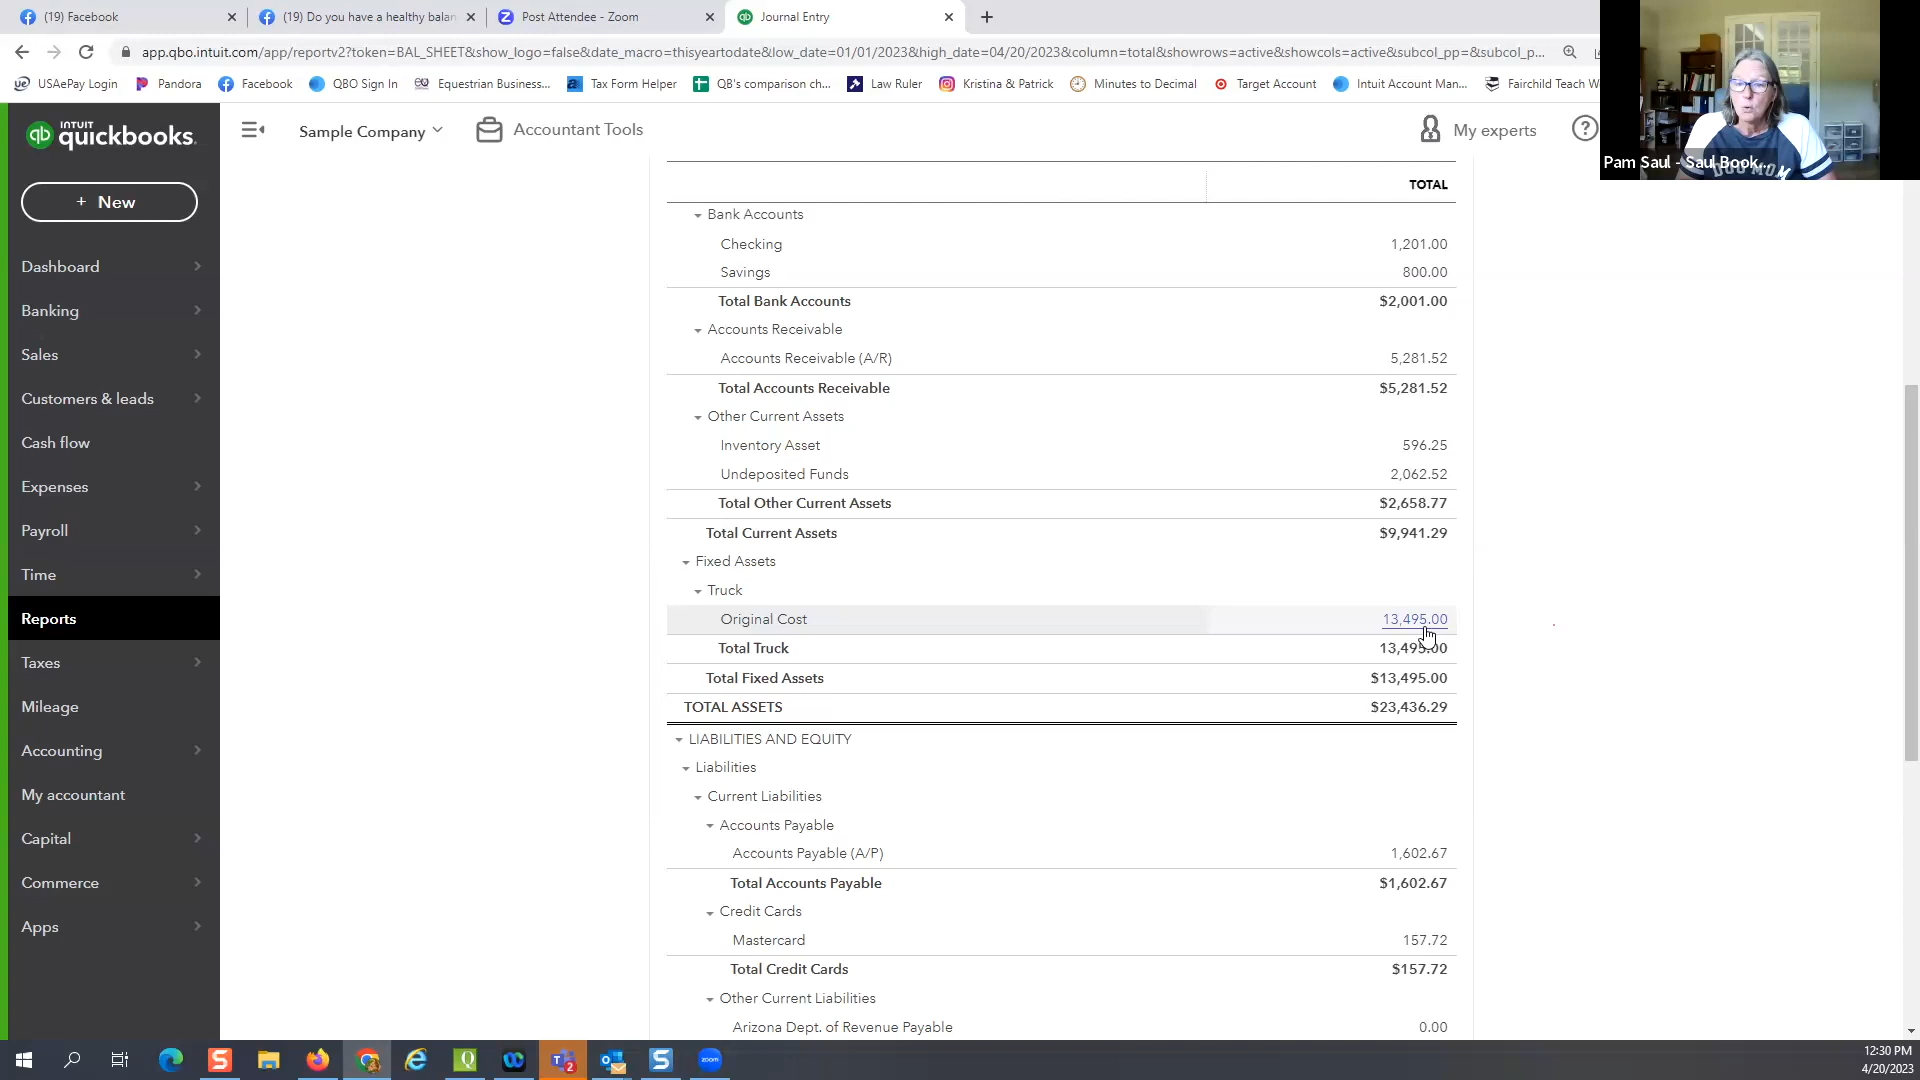 (19) Facebook
(19) Do you have a healthy balan
Post Attendee - Zoom
Journal Entry
app.qbo.intuit.com/app/reportv2?token=BAL_SHEET&show_logo=false&date_macro=thisyeartodate&low_date=01/01/2023&high_date=04/20/2023&column=total&showrows=active&showcols=active&subcol_pp=&subcol_p...
USAePay Login
Pandora
Facebook
QBO Sign In
Equestrian Business...
Tax Form Helper
QB's comparison ch...
Law Ruler
Kristina & Patrick
Minutes to Decimal
Target Account
Intuit Account Man...
Fairchild Teach W
Pam Saul - Saul Book...
DOG MOM
INTUIT
quickbooks.
Sample Company
Accountant Tools
My experts
+ New
Dashboard
Banking
Sales
Customers & leads
Cash flow
Expenses
Payroll
Time
Reports
Taxes
Mileage
Accounting
My accountant
Capital
Commerce
Apps
TOTAL
Bank Accounts
Checking 1,201.00
Savings 800.00
Total Bank Accounts $2,001.00
Accounts Receivable
Accounts Receivable (A/R) 5,281.52
Total Accounts Receivable $5,281.52
Other Current Assets
Inventory Asset 596.25
Undeposited Funds 2,062.52
Total Other Current Assets $2,658.77
Total Current Assets $9,941.29
Fixed Assets
Truck
Original Cost 13,495.00
Total Truck 13,495.00
Total Fixed Assets $13,495.00
TOTAL ASSETS $23,436.29
LIABILITIES AND EQUITY
Liabilities
Current Liabilities
Accounts Payable
Accounts Payable (A/P) 1,602.67
Total Accounts Payable $1,602.67
Credit Cards
Mastercard 157.72
Total Credit Cards $157.72
Other Current Liabilities
Arizona Dept. of Revenue Payable 0.00
12:30 PM
4/20/2023